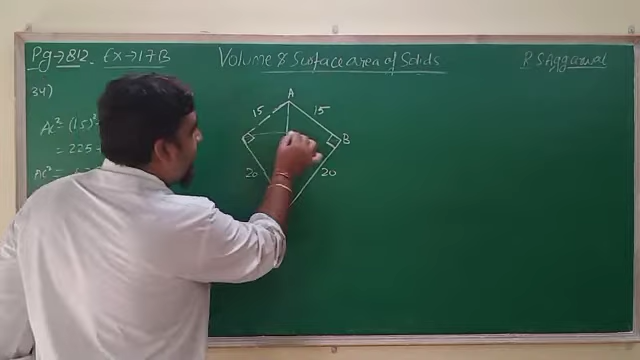 Pg→812. Ex→17B
Volume & Surface area of Solids
R S Aggarwal
34)
A
15
15
AC² = (15)²
B
= 225
20
20
AC² =